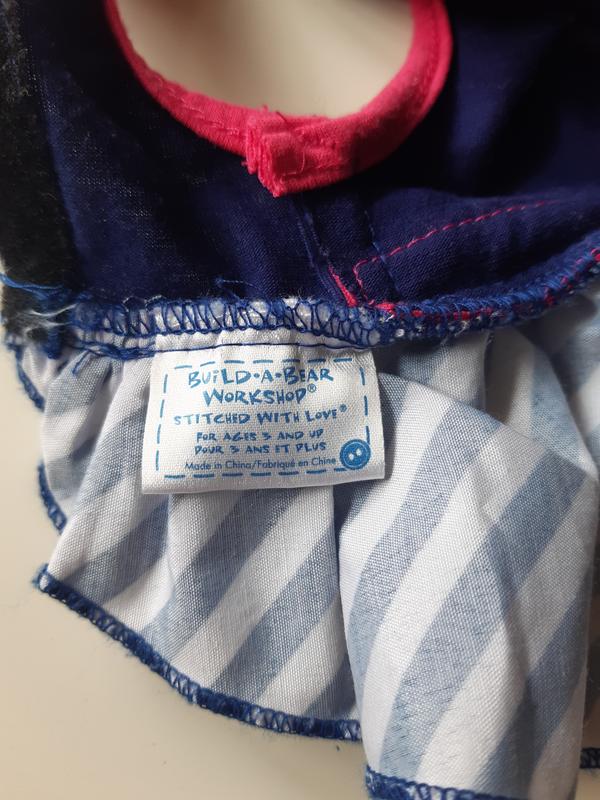 BUiLD•A•BEAR
WORKSHOP®
STITCHED WITH LOVE®
FOR AGES 3 AND UP
POUR 3 ANS ET PLUS
Made in China/Fabriqué en Chine